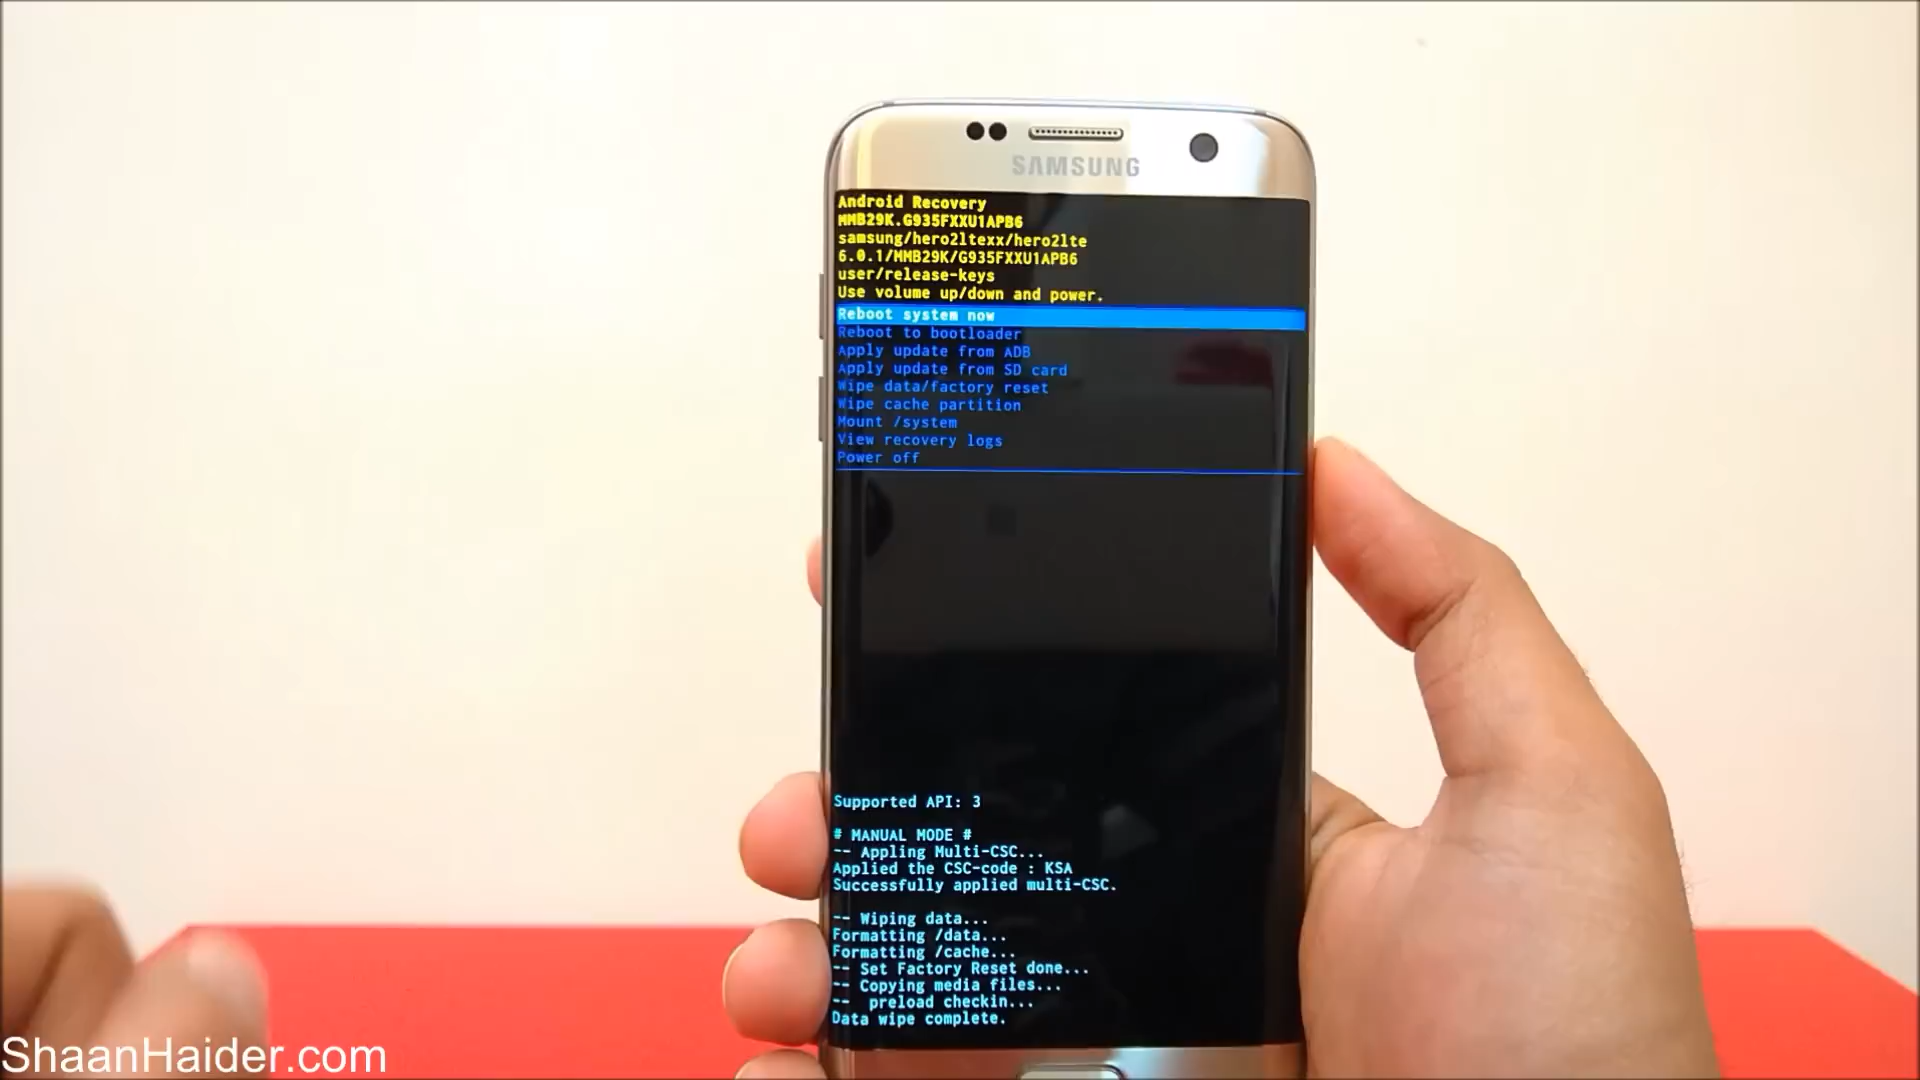 SAMSUNG
Android Recovery
MMB29K.G935FXXU1APB6
samsung/hero2ltexx/hero2lte
6.0.1/MMB29K/G935FXXU1APB6
user/release-keys
Use volume up/down and power.
Reboot system now
Reboot to bootloader
Apply update from ADB
Apply update from SD card
Wipe data/factory reset
Wipe cache partition
Mount /system
View recovery logs
Power off
Supported API: 3
# MANUAL MODE #
-- Appling Multi-CSC...
Applied the CSC-code : KSA
Successfully applied multi-CSC.
-- Wiping data...
Formatting /data...
Formatting /cache...
-- Set Factory Reset done...
-- Copying media files...
--  preload checkin...
Data wipe complete.
ShaanHaider.com